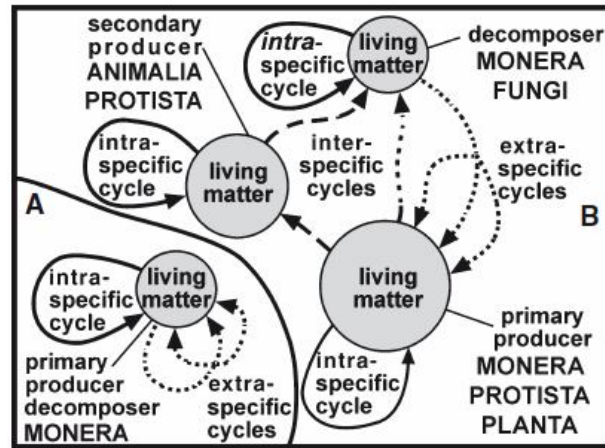 secondary
producer
ANIMALIA
PROTISTA
intra-
specific
cycle
living
matter
decomposer
MONERA
FUNGI
intra-
specific
cycle
living
matter
inter-
specific
cycles
extra-
specific
cycles
A
B
living
matter
intra-
specific
cycle
primary
producer
MONERA
PROTISTA
PLANTA
intra-
specific
cycle
living
matter
primary
producer
decomposer
MONERA
extra-
specific
cycles